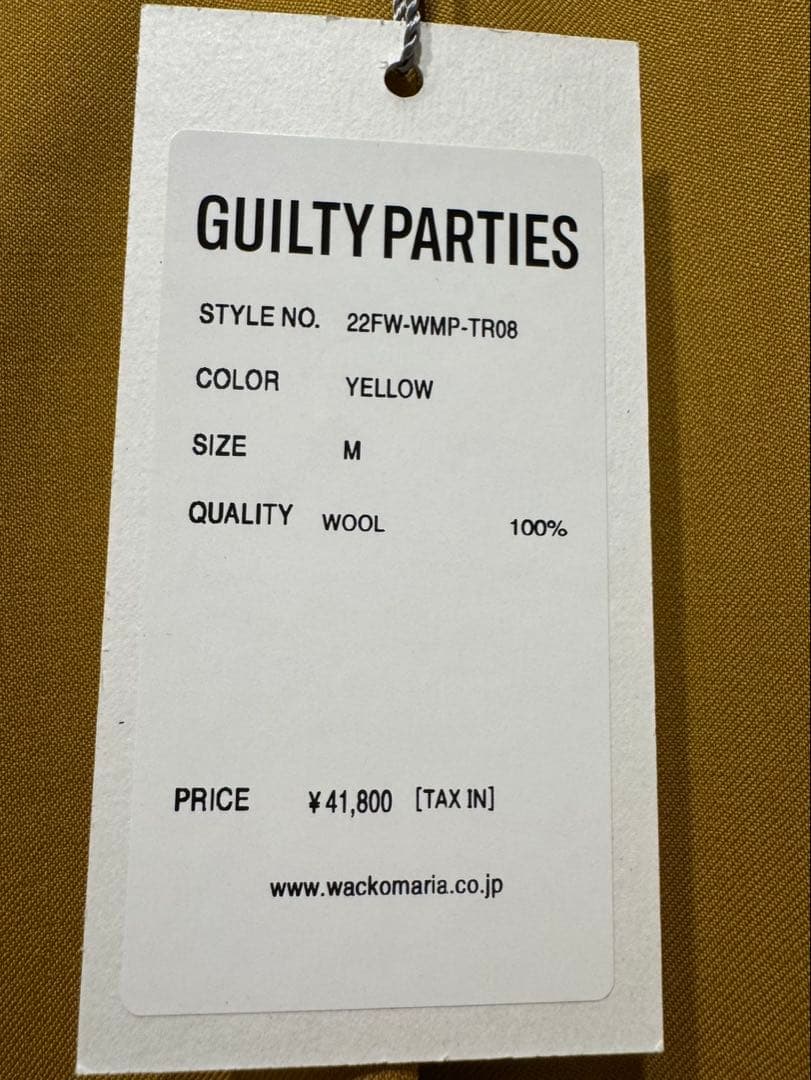 GUILTY PARTIES
STYLE NO. 22FW-WMP-TR08
COLOR YELLOW
SIZE M
QUALITY WOOL 100%
PRICE ¥41,800 [TAX IN]
www.wackomaria.co.jp